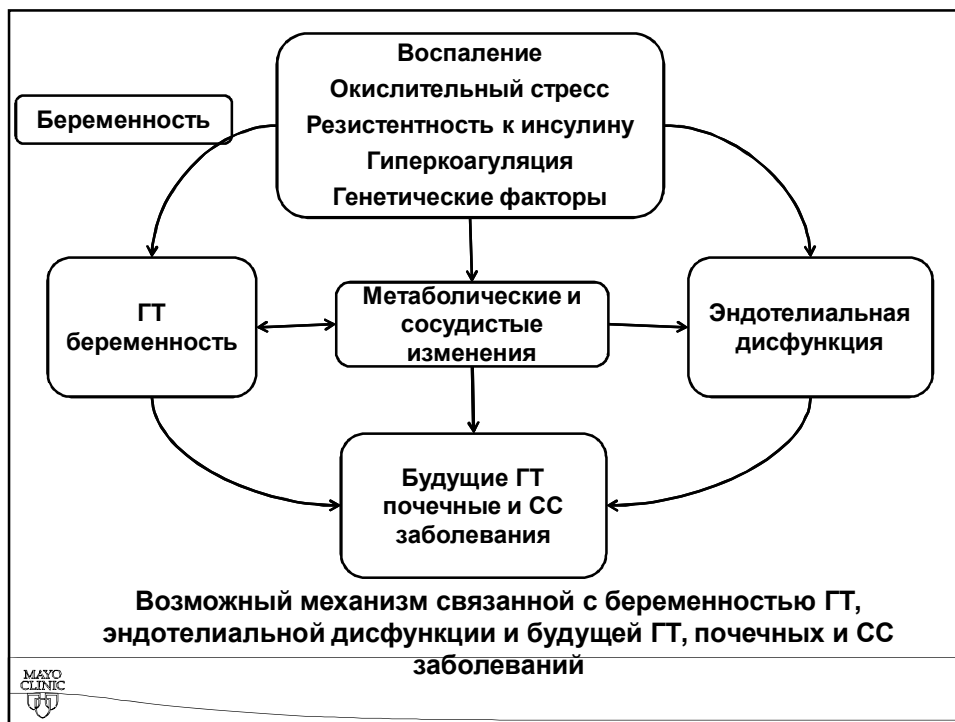 Воспаление
Окислительный стресс
Беременность
Резистентность к инсулину
Гиперкоагуляция
Генетические факторы
ГТ
беременность
Метаболические и
сосудистые
изменения
Эндотелиальная
дисфункция
Будущие ГТ
почечные и СС
заболевания
Возможный механизм связанной с беременностью ГТ,
эндотелиальной дисфункции и будущей ГТ, почечных и СС
заболеваний
MAYO
CLINIC